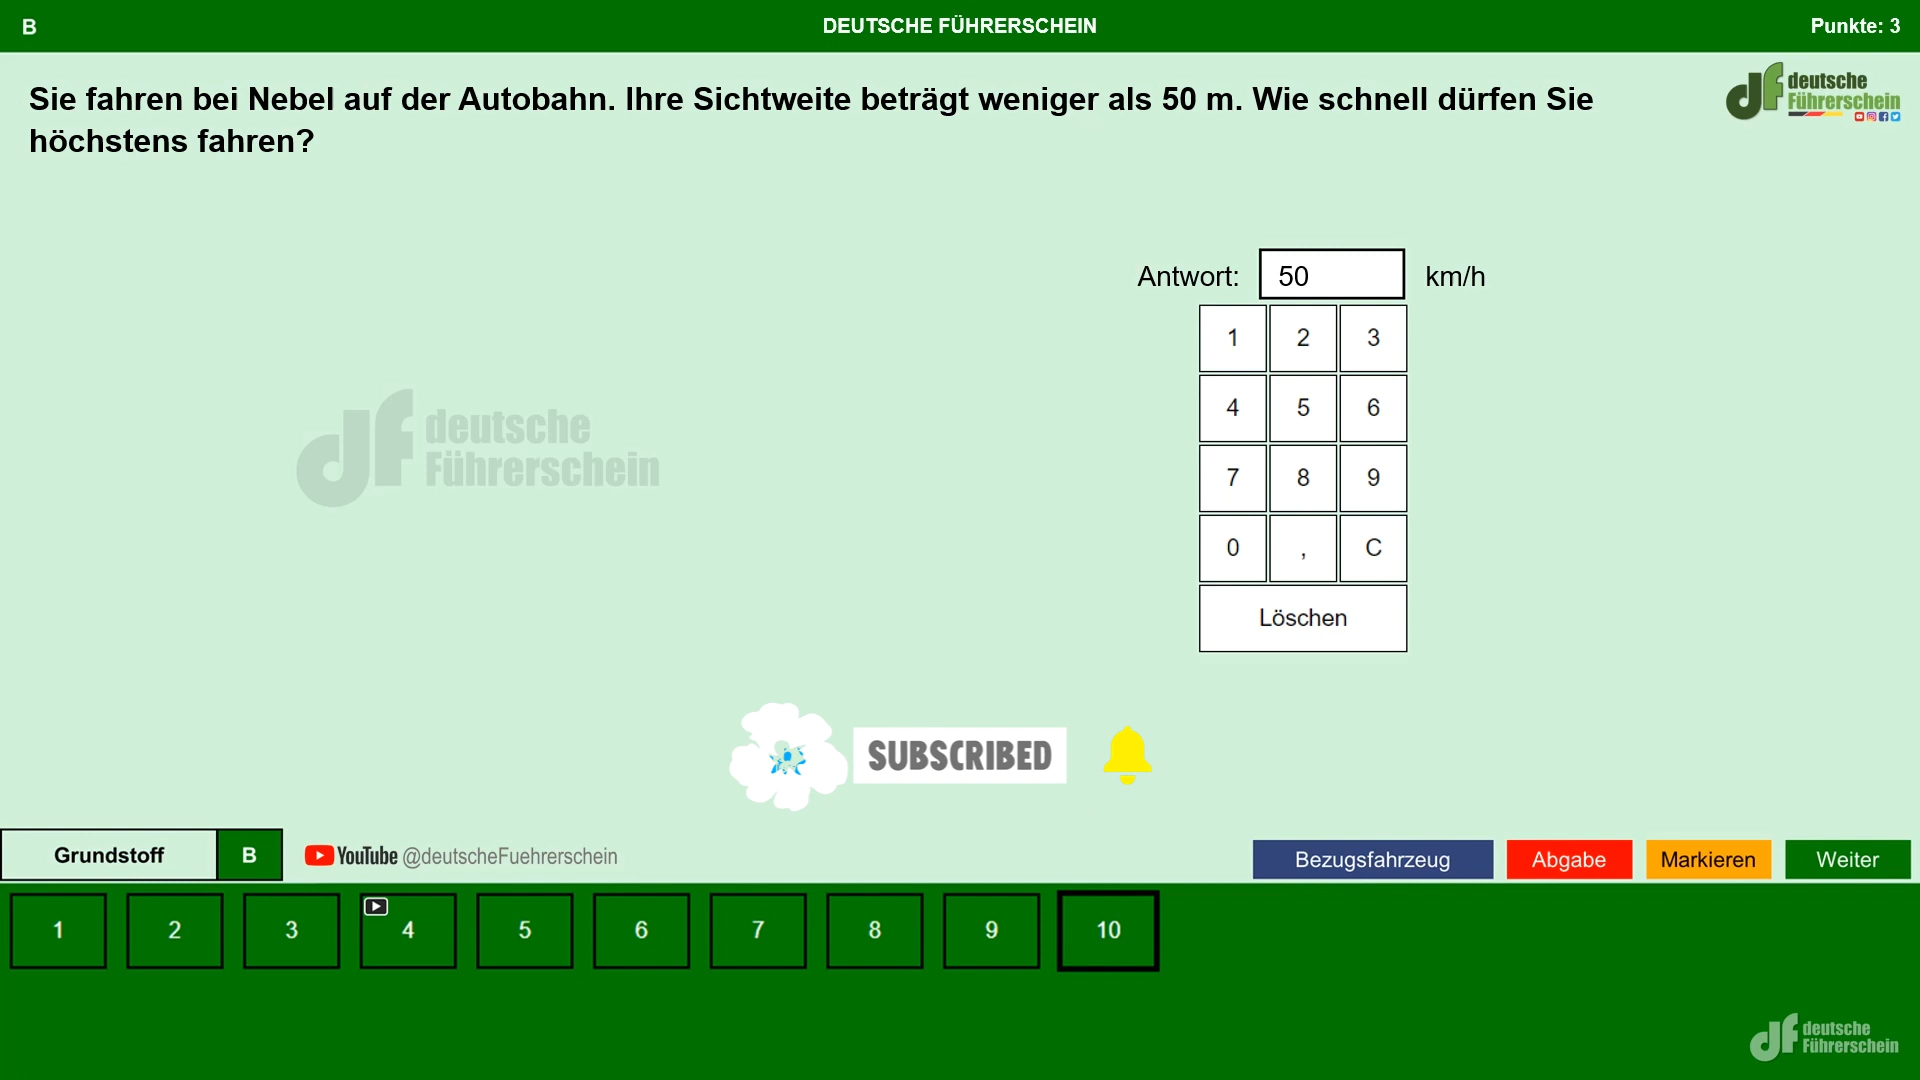 B
DEUTSCHE FÜHRERSCHEIN
Punkte: 3
Sie fahren bei Nebel auf der Autobahn. Ihre Sichtweite beträgt weniger als 50 m. Wie schnell dürfen Sie
höchstens fahren?
deutsche
Führerschein
Antwort: 50 km/h
1 2 3
4 5 6
7 8 9
0 , C
Löschen
deutsche
Führerschein
SUBSCRIBED
Grundstoff B
YouTube @deutscheFuehrerschein
Bezugsfahrzeug Abgabe Markieren Weiter
1 2 3 4 5 6 7 8 9 10
deutsche
Führerschein